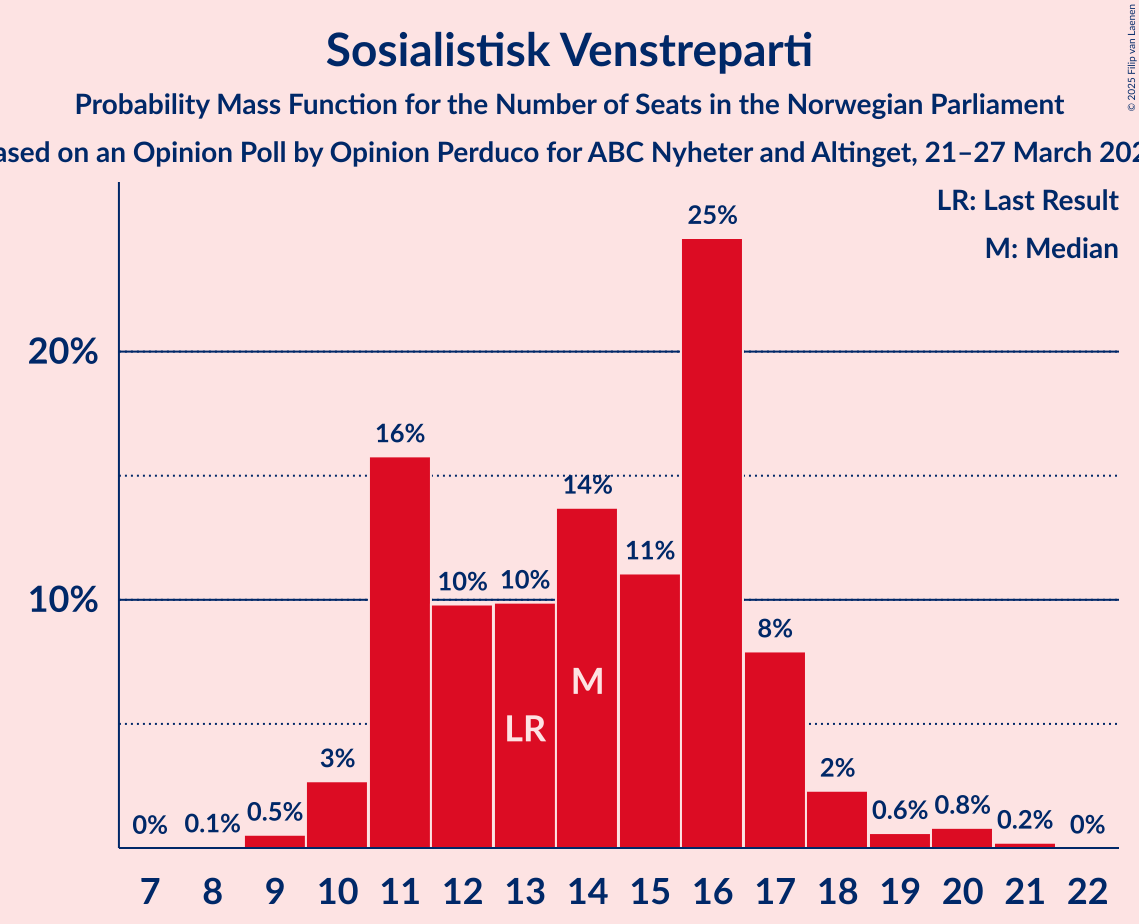 Sosialistisk Venstreparti
Probability Mass Function for the Number of Seats in the Norwegian Parliament
on an Opinion Poll by Opinion Perduco for ABC Nyheter and Altinget, 21–27 March
© 2025 Filip van Laenen
LR: Last Result
M: Median
25%
20%
16%
14%
11%
10%
10%
10%
8%
M
LR
3%
2%
0%
0.1%
0.5%
0.6%
0.8%
0.2%
0%
7 8 9 10 11 12 13 14 15 16 17 18 19 20 21 22